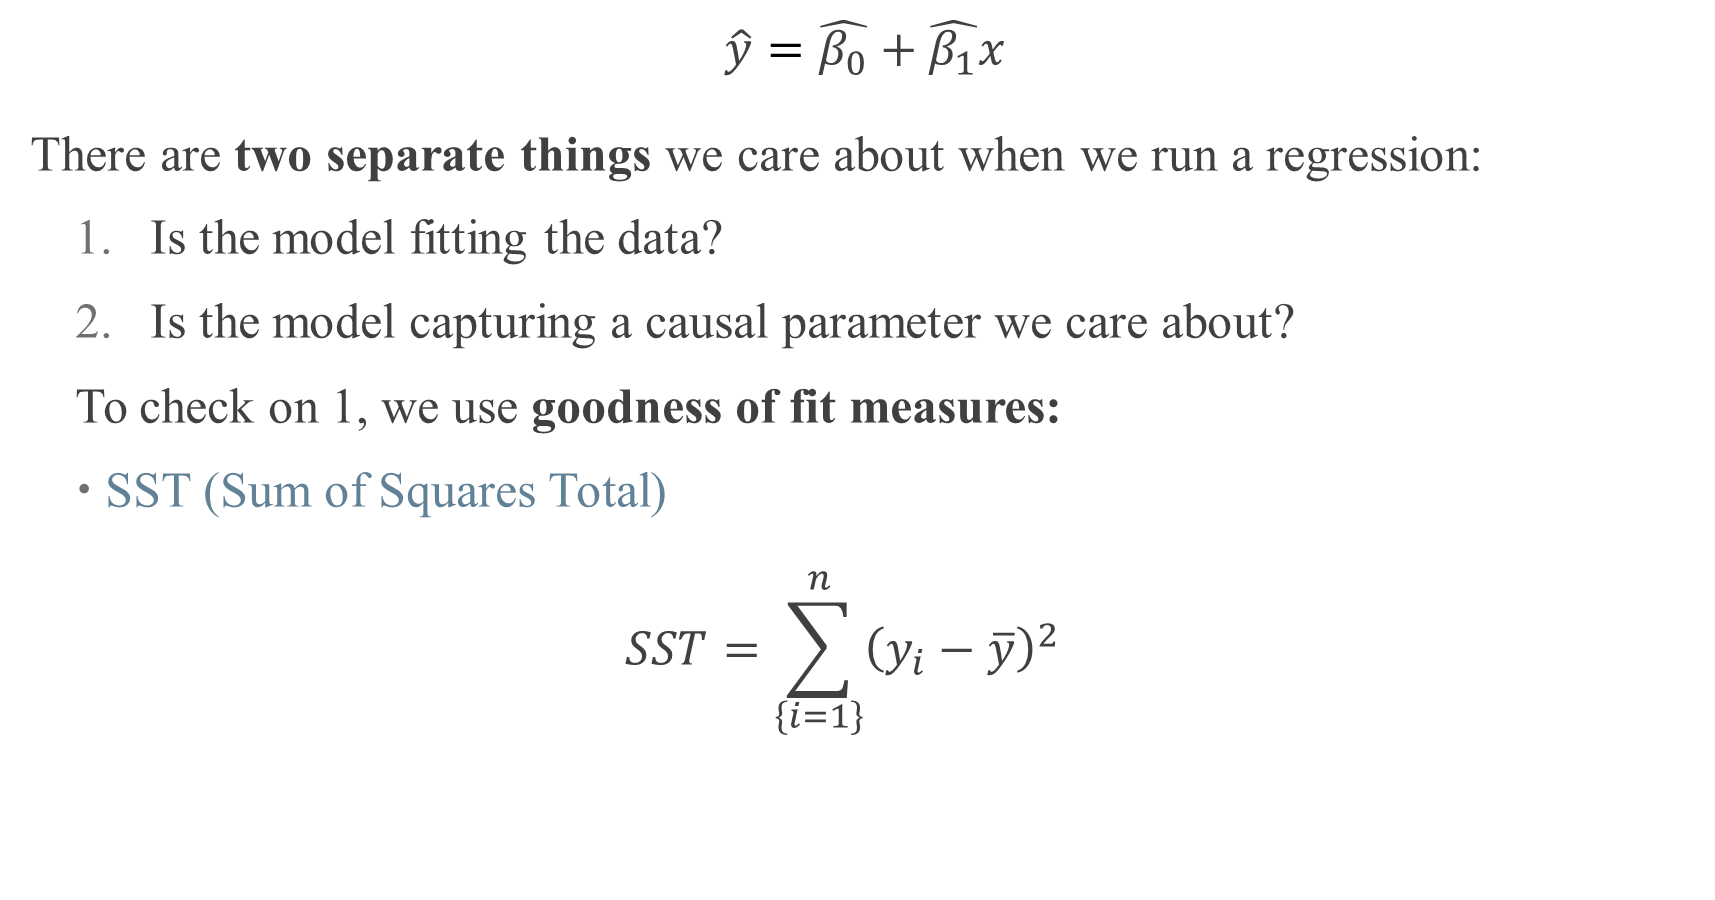 ŷ = β̂₀ + β̂₁x
There are two separate things we care about when we run a regression:
1. Is the model fitting the data?
2. Is the model capturing a causal parameter we care about?
To check on 1, we use goodness of fit measures:
• SST (Sum of Squares Total)
SST = ∑_{i=1}^n (yᵢ − ȳ)²